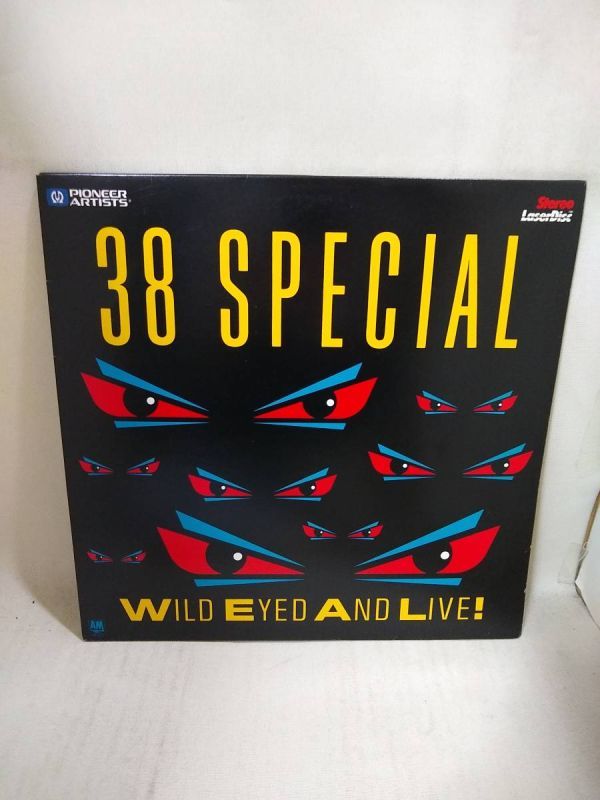 PIONEER
ARTISTS
Stereo
LaserDisc
38 SPECIAL
WILD EYED AND LIVE!
AM